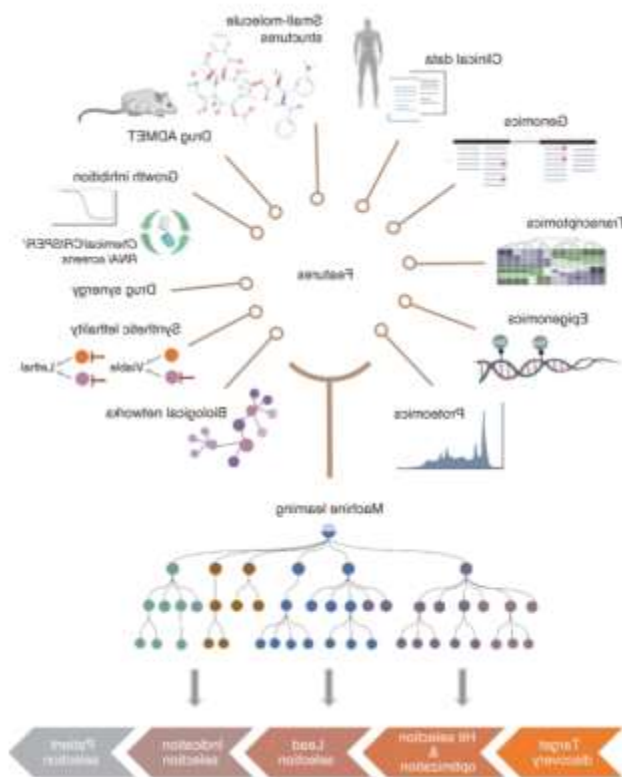 Small-molecule
structures
Clinical data
Drug ADMET
Genomics
Growth inhibition
Transcriptomics
Chemical/CRISPER/
RNAi screens
Features
Drug synergy
Epigenomics
Synthetic lethality
Lethal
Viable
Biological networks
Proteomics
Machine learning
Patient
selection
Indication
selection
Lead
selection
Hit selection
&
optimization
Target
discovery